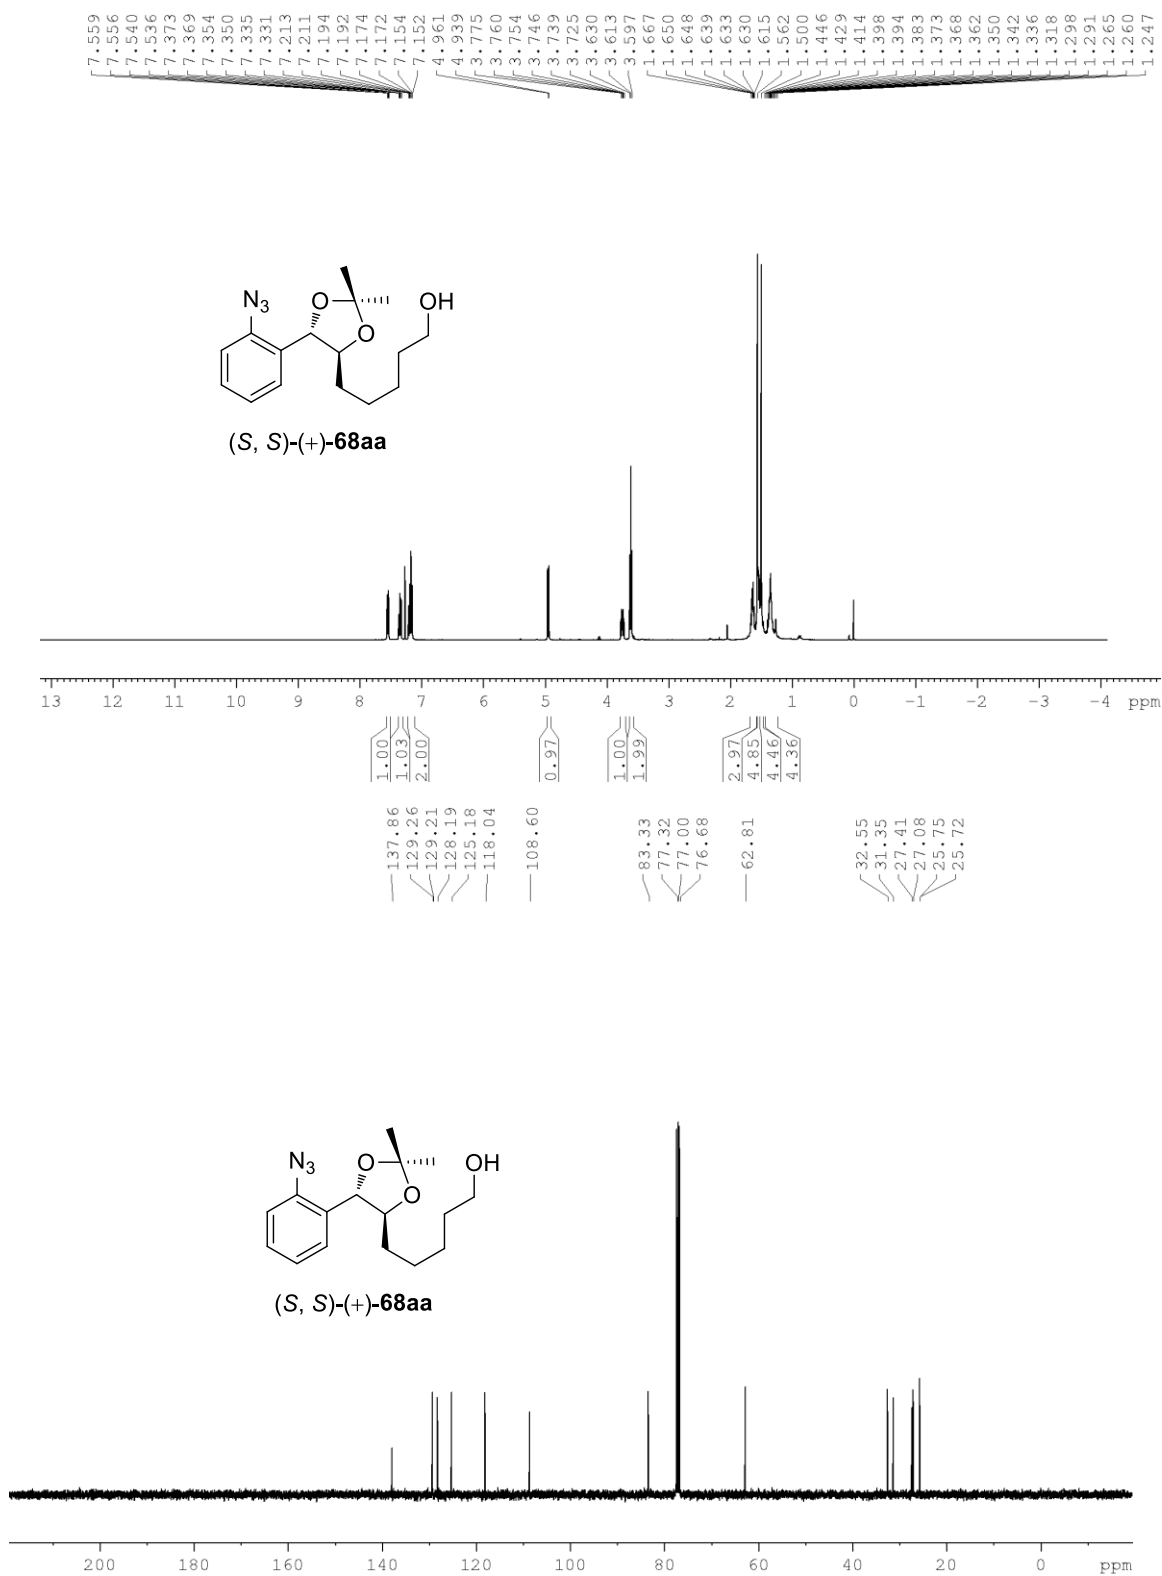 7.559 7.556 7.540 7.536 7.373 7.369 7.354 7.350 7.335 7.331 7.213 7.211 7.194 7.192 7.174 7.172 7.154 7.152 4.961 4.939 3.775 3.760 3.754 3.746 3.739 3.725 3.630 3.613 3.597 1.667 1.650 1.648 1.639 1.633 1.630 1.615 1.562 1.500 1.446 1.429 1.414 1.398 1.394 1.383 1.373 1.368 1.362 1.350 1.342 1.336 1.318 1.298 1.291 1.265 1.260 1.247
N3 O O OH
(S, S)-(+)-68aa
13 12 11 10 9 8 7 6 5 4 3 2 1 0 -1 -2 -3 -4 ppm
1.00 1.03 2.00 0.97 1.00 1.99 2.97 4.85 4.46 4.36
137.86 129.26 129.21 128.19 125.18 118.04 108.60 83.33 77.32 77.00 76.68 62.81 32.55 31.35 27.41 27.08 25.75 25.72
N3 O O OH
(S, S)-(+)-68aa
200 180 160 140 120 100 80 60 40 20 0 ppm